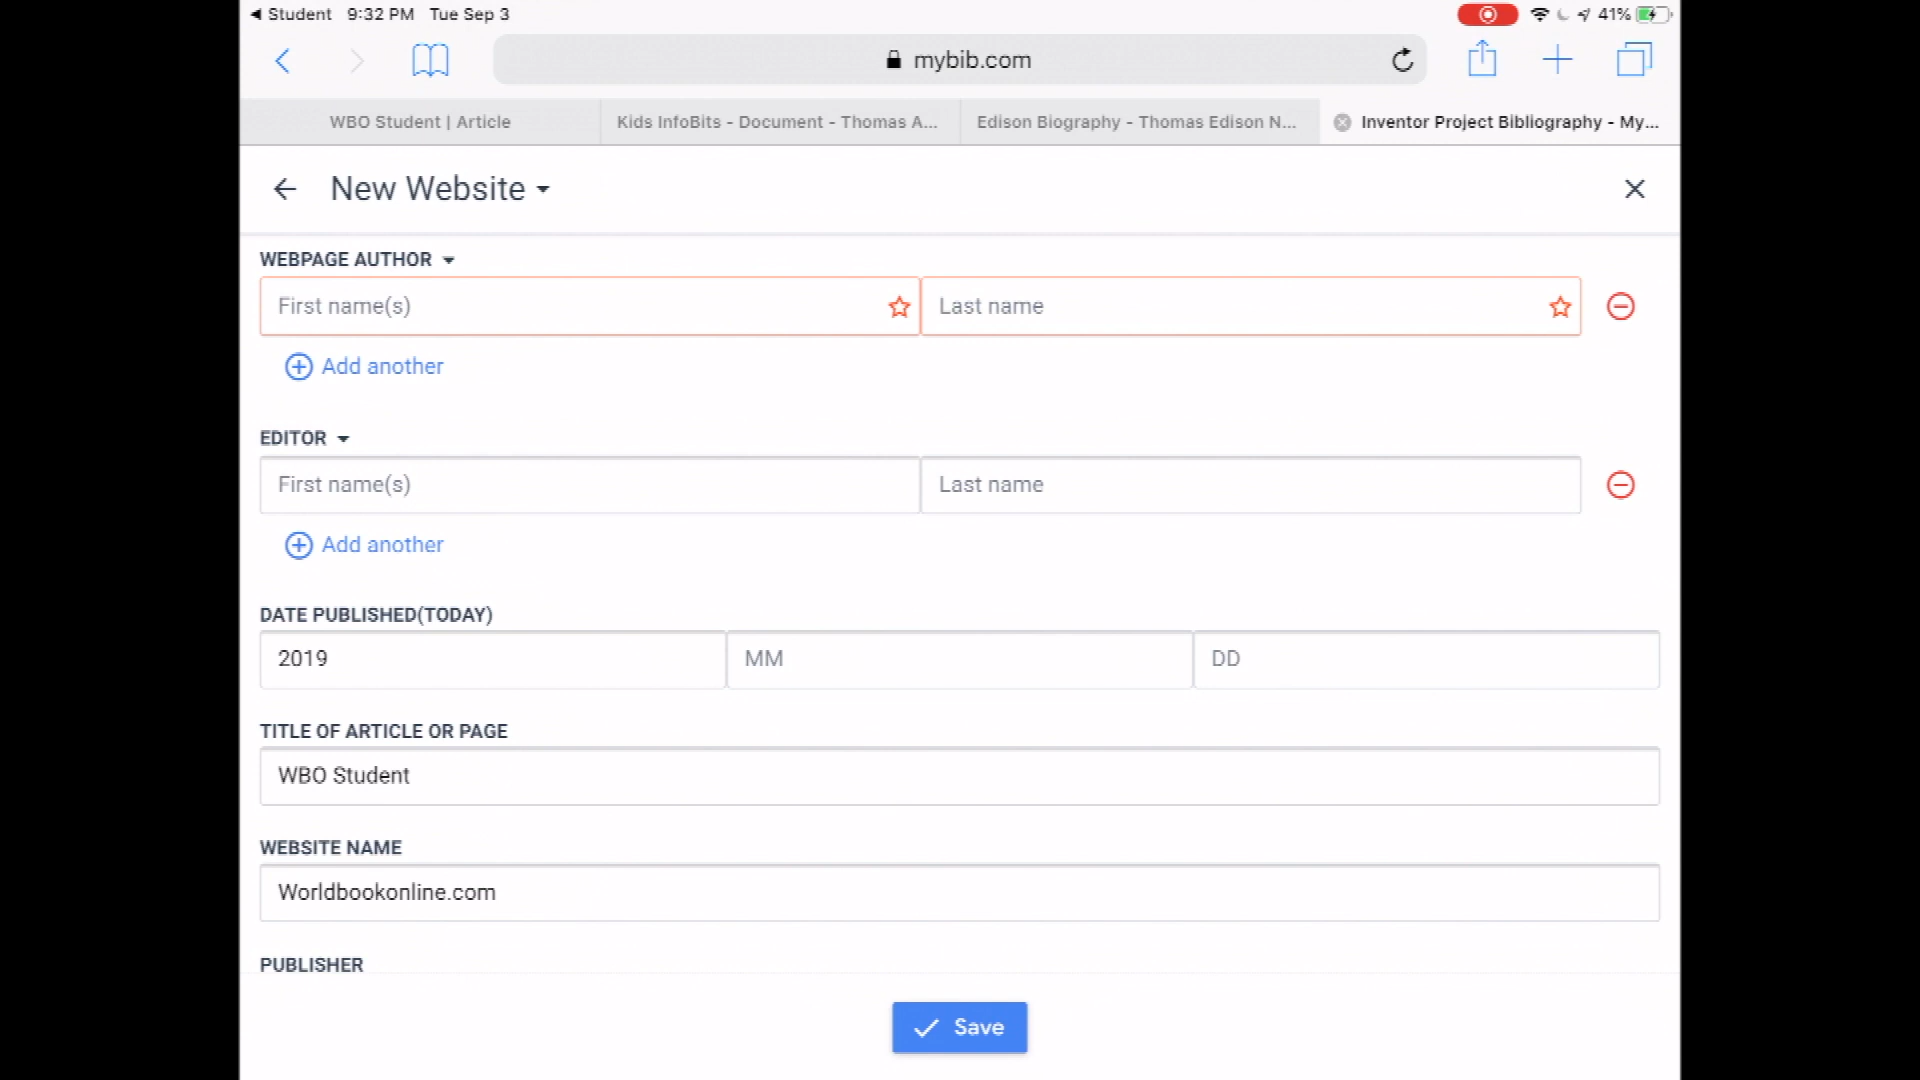 Student 9:32 PM Tue Sep 3 41%
mybib.com
WBO Student | Article Kids InfoBits - Document - Thomas A... Edison Biography - Thomas Edison N... Inventor Project Bibliography - My...
New Website
WEBPAGE AUTHOR
First name(s) Last name
Add another
EDITOR
First name(s) Last name
Add another
DATE PUBLISHED(TODAY)
2019 MM DD
TITLE OF ARTICLE OR PAGE
WBO Student
WEBSITE NAME
Worldbookonline.com
PUBLISHER
Save